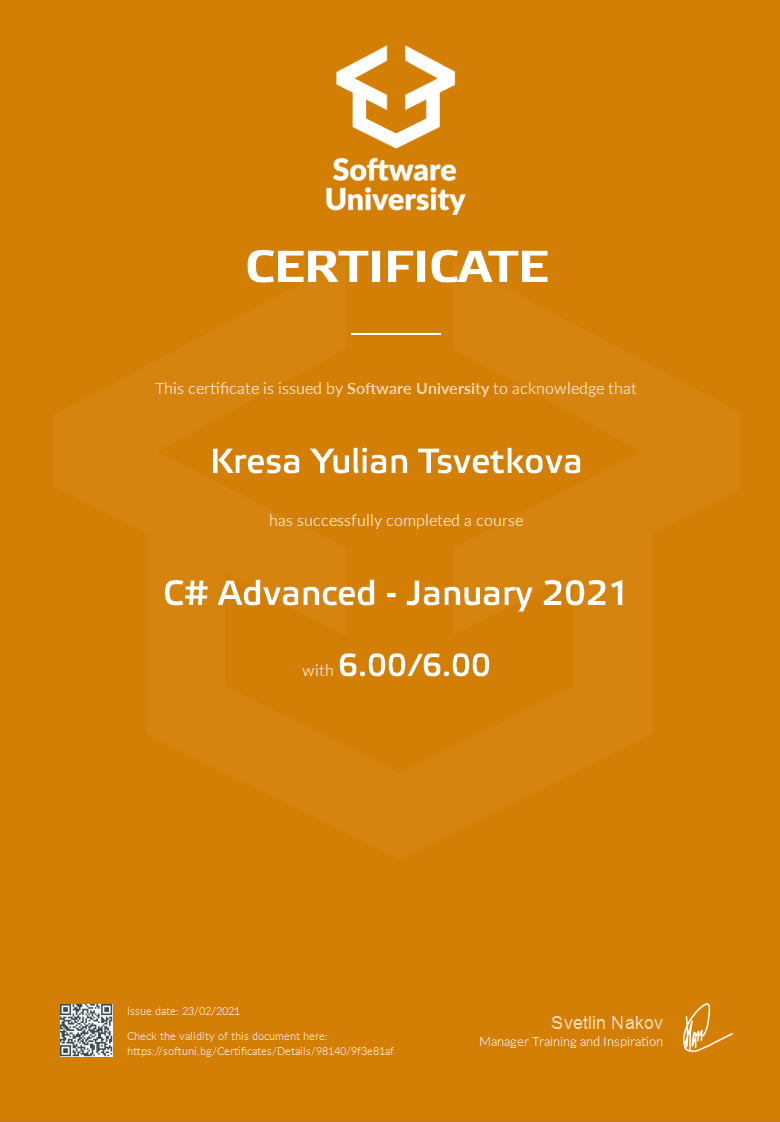 Software
University
CERTIFICATE
This certificate is issued by Software University to acknowledge that
Kresa Yulian Tsvetkova
has successfully completed a course
C# Advanced - January 2021
with 6.00/6.00
Issue date: 23/02/2021
Check the validity of this document here:
https://softuni.bg/Certificates/Details/98140/9f3e81af
Svetlin Nakov
Manager Training and Inspiration